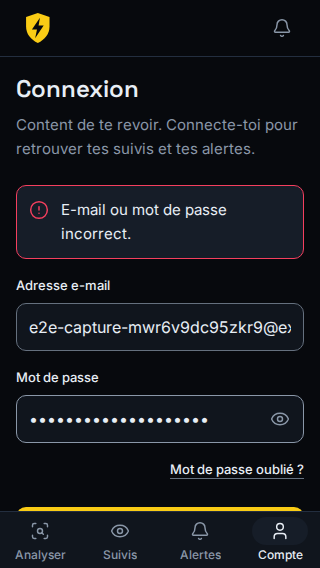 Connexion
Content de te revoir. Connecte-toi pour
retrouver tes suivis et tes alertes.
E-mail ou mot de passe
incorrect.
Adresse e-mail
e2e-capture-mwr6v9dc95zkr9@ex
Mot de passe
••••••••••••••••••••
Mot de passe oublié ?
Analyser
Suivis
Alertes
Compte